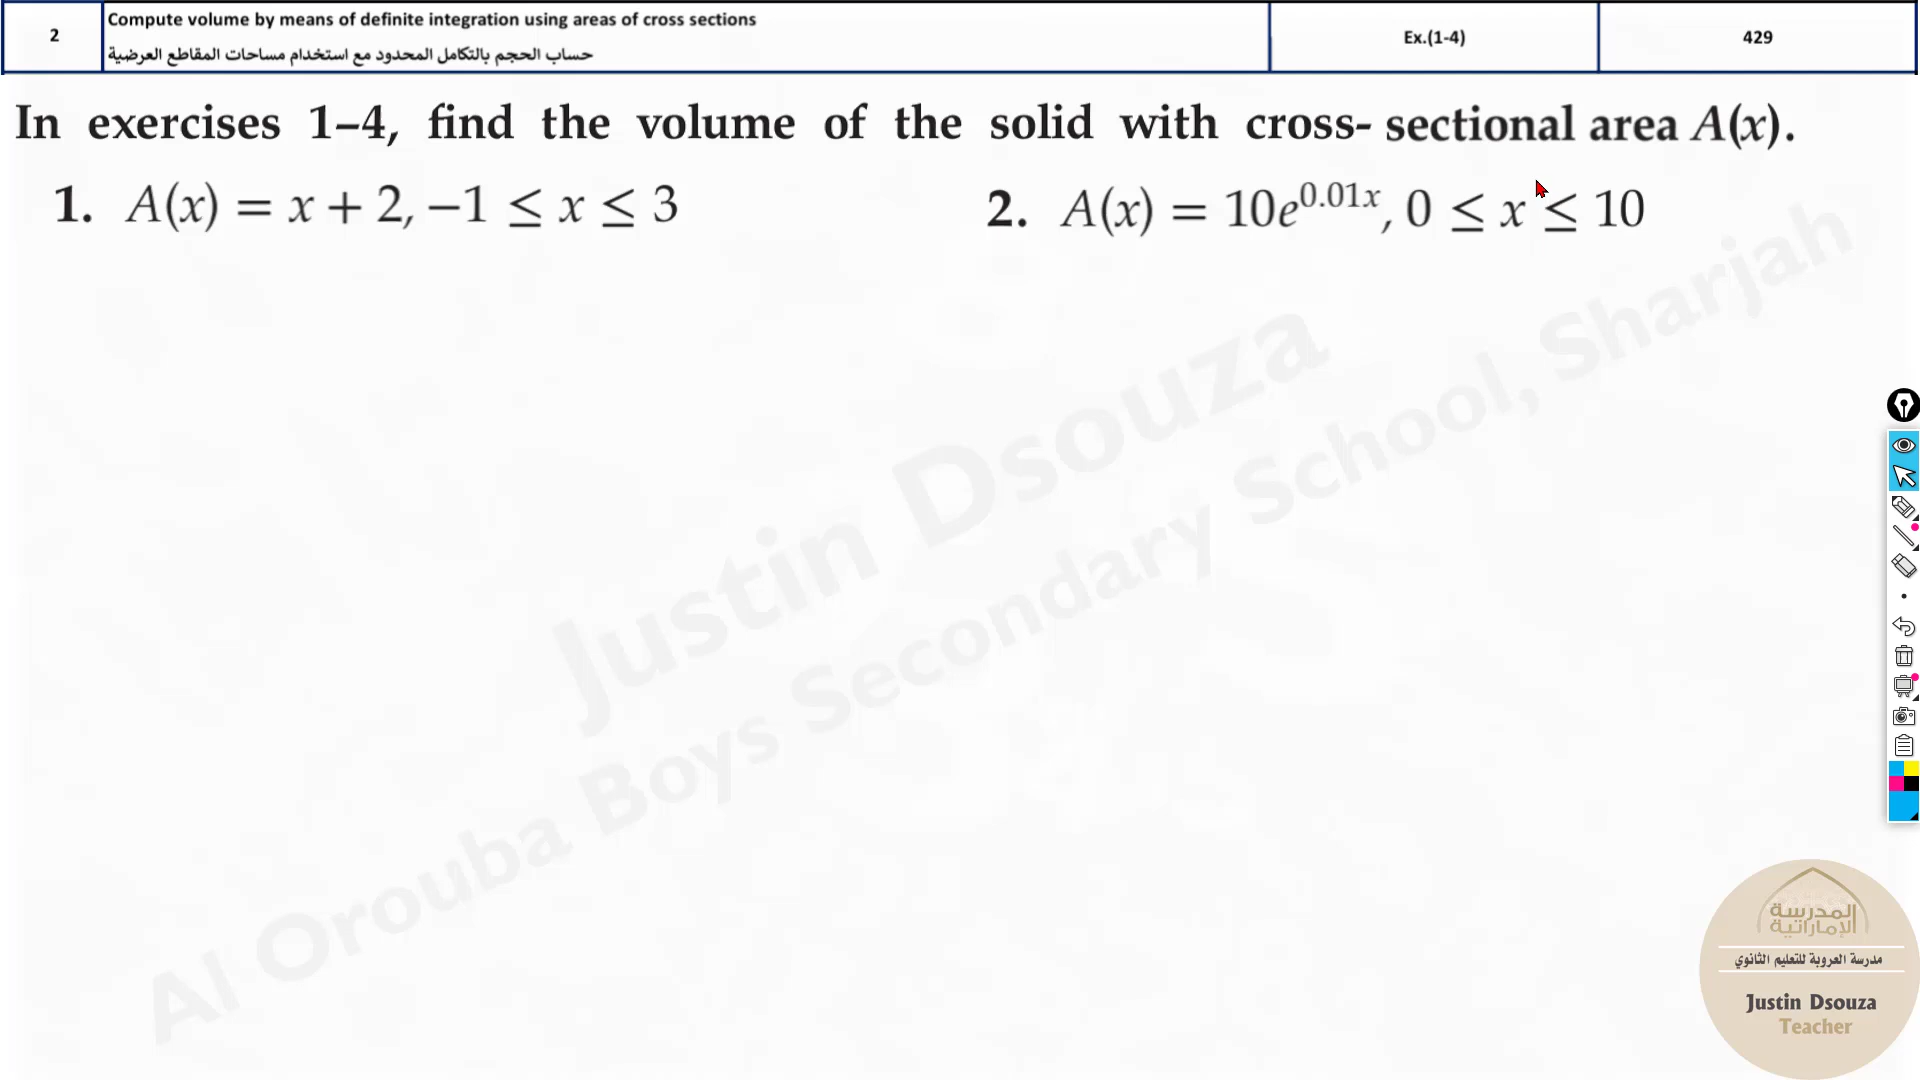 2
Compute volume by means of definite integration using areas of cross sections
حساب الحجم بالتكامل المحدود مع استخدام مساحات المقاطع العرضية
Ex.(1-4)
429
In exercises 1–4, find the volume of the solid with cross- sectional area A(x).
1. A(x) = x + 2, −1 ≤ x ≤ 3
2. A(x) = 10e^{0.01x}, 0 ≤ x ≤ 10
Justin Dsouza
Al Orouba Boys Secondary School, Sharjah
المدرسة
الإماراتية
مدرسة العروبة للتعليم الثانوي
Justin Dsouza
Teacher